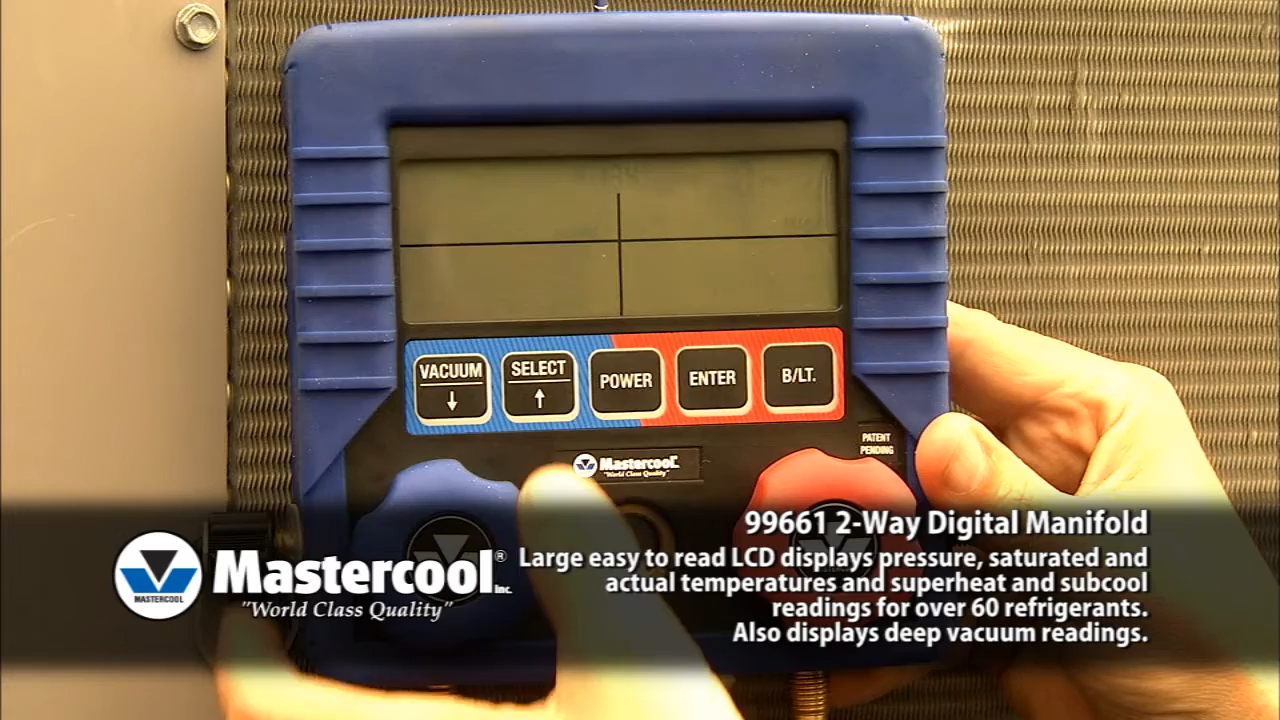 VACUUM
↓
SELECT
↑
POWER
ENTER
B/LT.
PATENT
PENDING
Mastercool
"World Class Quality"
99661 2-Way Digital Manifold
Large easy to read LCD displays pressure, saturated and
actual temperatures and superheat and subcool
readings for over 60 refrigerants.
Also displays deep vacuum readings.
MASTERCOOL
Mastercool® Inc.
"World Class Quality"